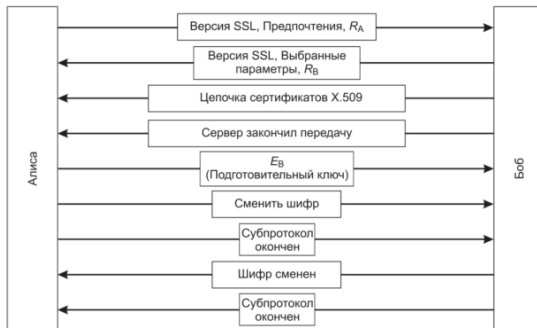 Версия SSL, Предпочтения, RA
Версия SSL, Выбранные
параметры, RB
Цепочка сертификатов X.509
Сервер закончил передачу
EB
(Подготовительный ключ)
Сменить шифр
Субпротокол
окончен
Шифр сменен
Субпротокол
окончен
Алиса
Боб